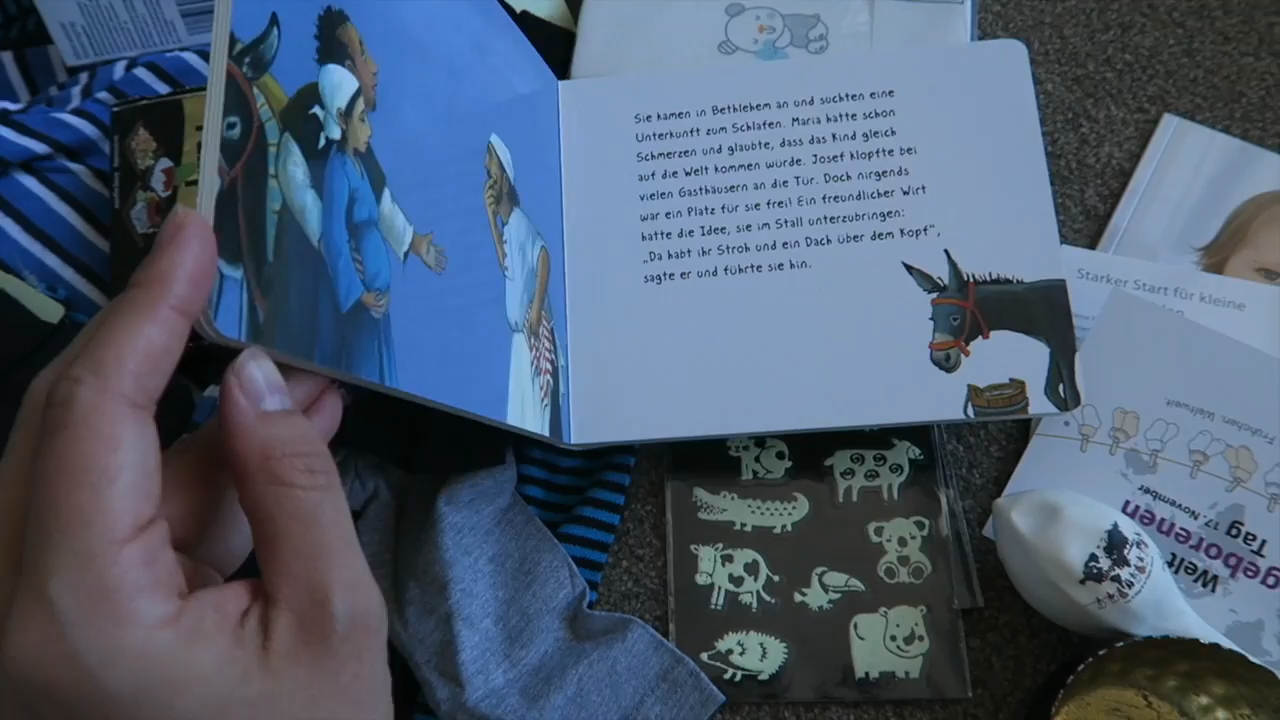 Sie kamen in Bethlehem an und suchten eine
Unterkunft zum Schlafen. Maria hatte schon
Schmerzen und glaubte, dass das Kind gleich
auf die Welt kommen würde. Josef klopfte bei
vielen Gasthäusern an die Tür. Doch nirgends
war ein Platz für sie frei! Ein freundlicher Wirt
hatte die Idee, sie im Stall unterzubringen:
„Da habt ihr Stroh und ein Dach über dem Kopf“,
sagte er und führte sie hin.
Starker Start für kleine
Frühchen. Weltweit.
Welt
geborenen
Tag 17. November